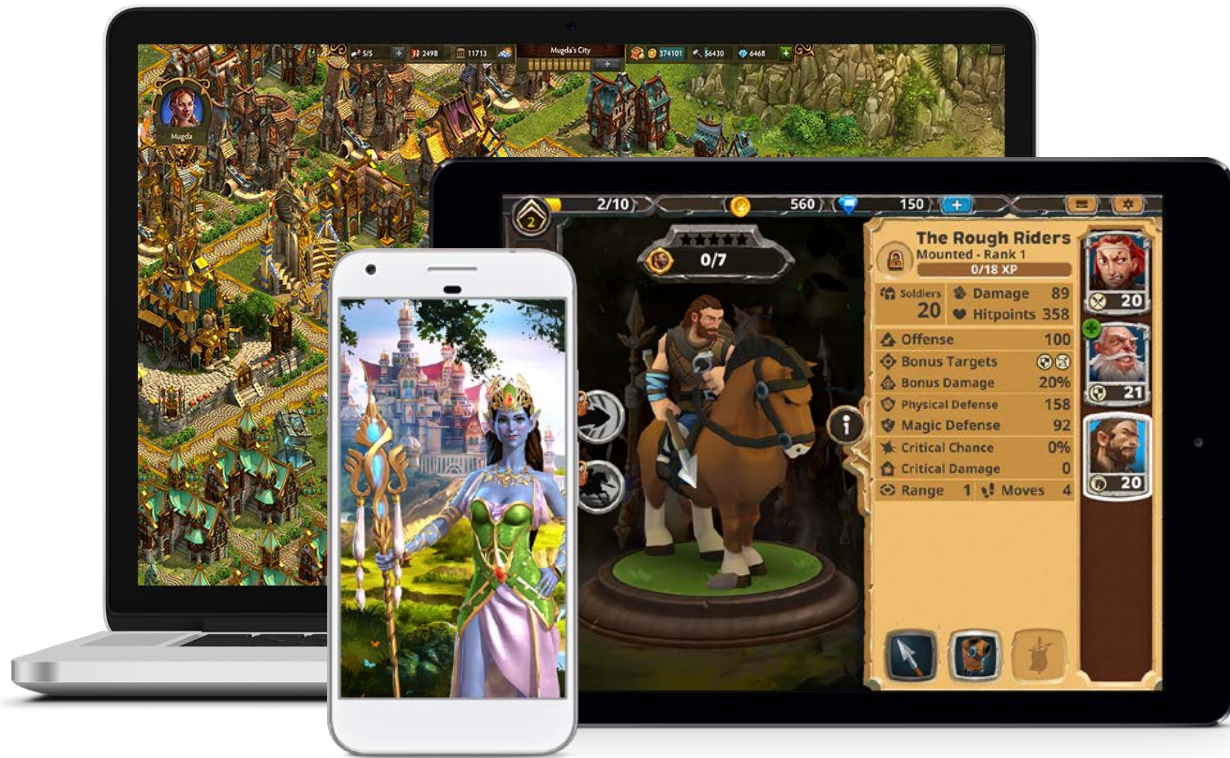 5/5 2498 11713 Mugda's City 374101 56430 6468
Mugda
2
2/10 560 150
0/7
The Rough Riders
Mounted - Rank 1
0/18 XP
Soldiers 20
Damage 89
Hitpoints 358
Offense 100
Bonus Targets
Bonus Damage 20%
Physical Defense 158
Magic Defense 92
Critical Chance 0%
Critical Damage 0
Range 1 Moves 4
i
20
21
20